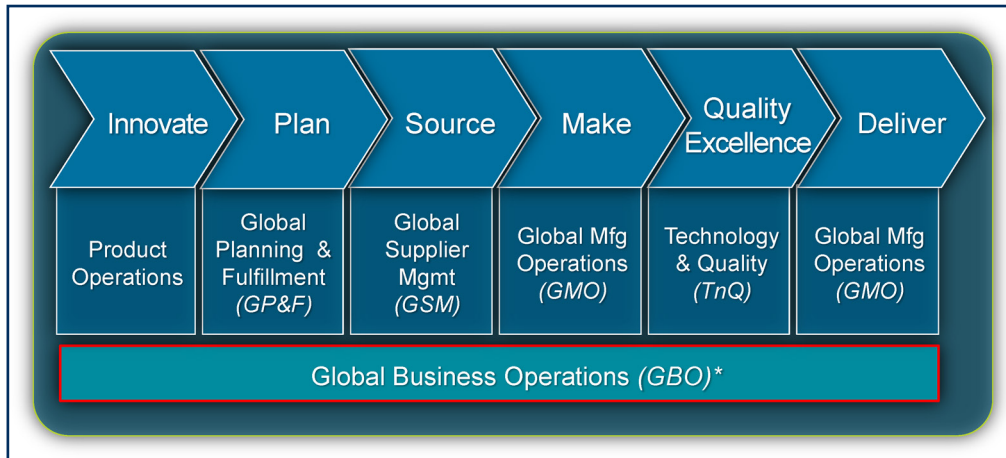 Innovate
Plan
Source
Make
Quality
Excellence
Deliver
Product
Operations
Global
Planning & 
Fulfillment
(GP&F)
Global
Supplier
Mgmt
(GSM)
Global Mfg
Operations
(GMO)
Technology
& Quality
(TnQ)
Global Mfg
Operations
(GMO)
Global Business Operations (GBO)*